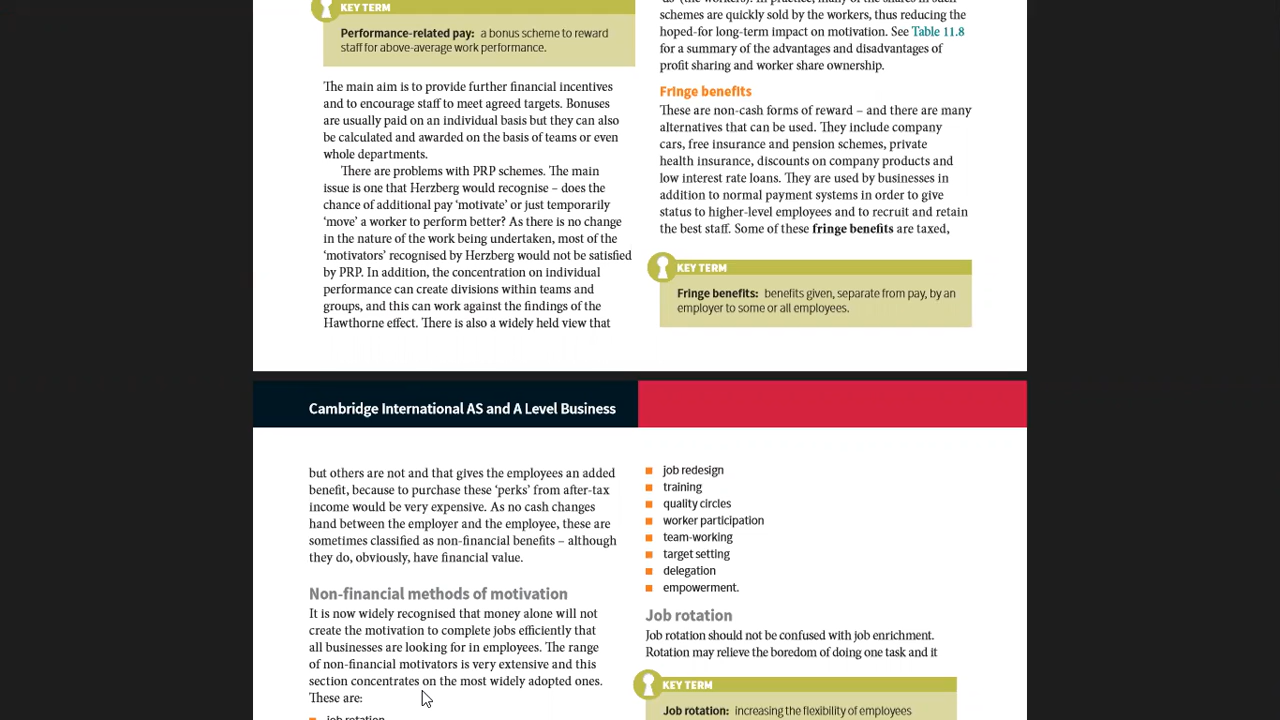 KEY TERM
Performance-related pay: a bonus scheme to reward
staff for above-average work performance.
The main aim is to provide further financial incentives
and to encourage staff to meet agreed targets. Bonuses
are usually paid on an individual basis but they can also
be calculated and awarded on the basis of teams or even
whole departments.
There are problems with PRP schemes. The main
issue is one that Herzberg would recognise – does the
chance of additional pay ‘motivate’ or just temporarily
‘move’ a worker to perform better? As there is no change
in the nature of the work being undertaken, most of the
‘motivators’ recognised by Herzberg would not be satisfied
by PRP. In addition, the concentration on individual
performance can create divisions within teams and
groups, and this can work against the findings of the
Hawthorne effect. There is also a widely held view that
schemes are quickly sold by the workers, thus reducing the
hoped-for long-term impact on motivation. See Table 11.8
for a summary of the advantages and disadvantages of
profit sharing and worker share ownership.
Fringe benefits
These are non-cash forms of reward – and there are many
alternatives that can be used. They include company
cars, free insurance and pension schemes, private
health insurance, discounts on company products and
low interest rate loans. They are used by businesses in
addition to normal payment systems in order to give
status to higher-level employees and to recruit and retain
the best staff. Some of these fringe benefits are taxed,
KEY TERM
Fringe benefits: benefits given, separate from pay, by an
employer to some or all employees.
Cambridge International AS and A Level Business
but others are not and that gives the employees an added
benefit, because to purchase these ‘perks’ from after-tax
income would be very expensive. As no cash changes
hand between the employer and the employee, these are
sometimes classified as non-financial benefits – although
they do, obviously, have financial value.
Non-financial methods of motivation
It is now widely recognised that money alone will not
create the motivation to complete jobs efficiently that
all businesses are looking for in employees. The range
of non-financial motivators is very extensive and this
section concentrates on the most widely adopted ones.
These are:
job rotation
job redesign
training
quality circles
worker participation
team-working
target setting
delegation
empowerment.
Job rotation
Job rotation should not be confused with job enrichment.
Rotation may relieve the boredom of doing one task and it
KEY TERM
Job rotation: increasing the flexibility of employees